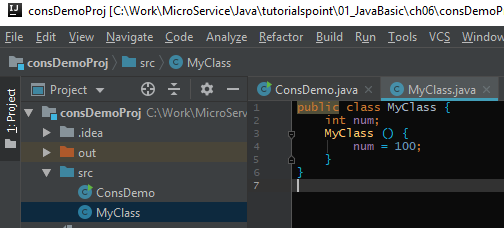 IJ consDemoProj [C:\Work\MicroService\Java\tutorialspoint\01_JavaBasic\ch06\consDemoP
File Edit View Navigate Code Analyze Refactor Build Run Tools VCS Window
consDemoProj src MyClass
1: Project
Project
consDemoProj C:\Work\MicroServ
.idea
out
src
ConsDemo
MyClass
ConsDemo.java MyClass.java
1 public class MyClass {
2 int num;
3 MyClass () {
4 num = 100;
5 }
6 }
7